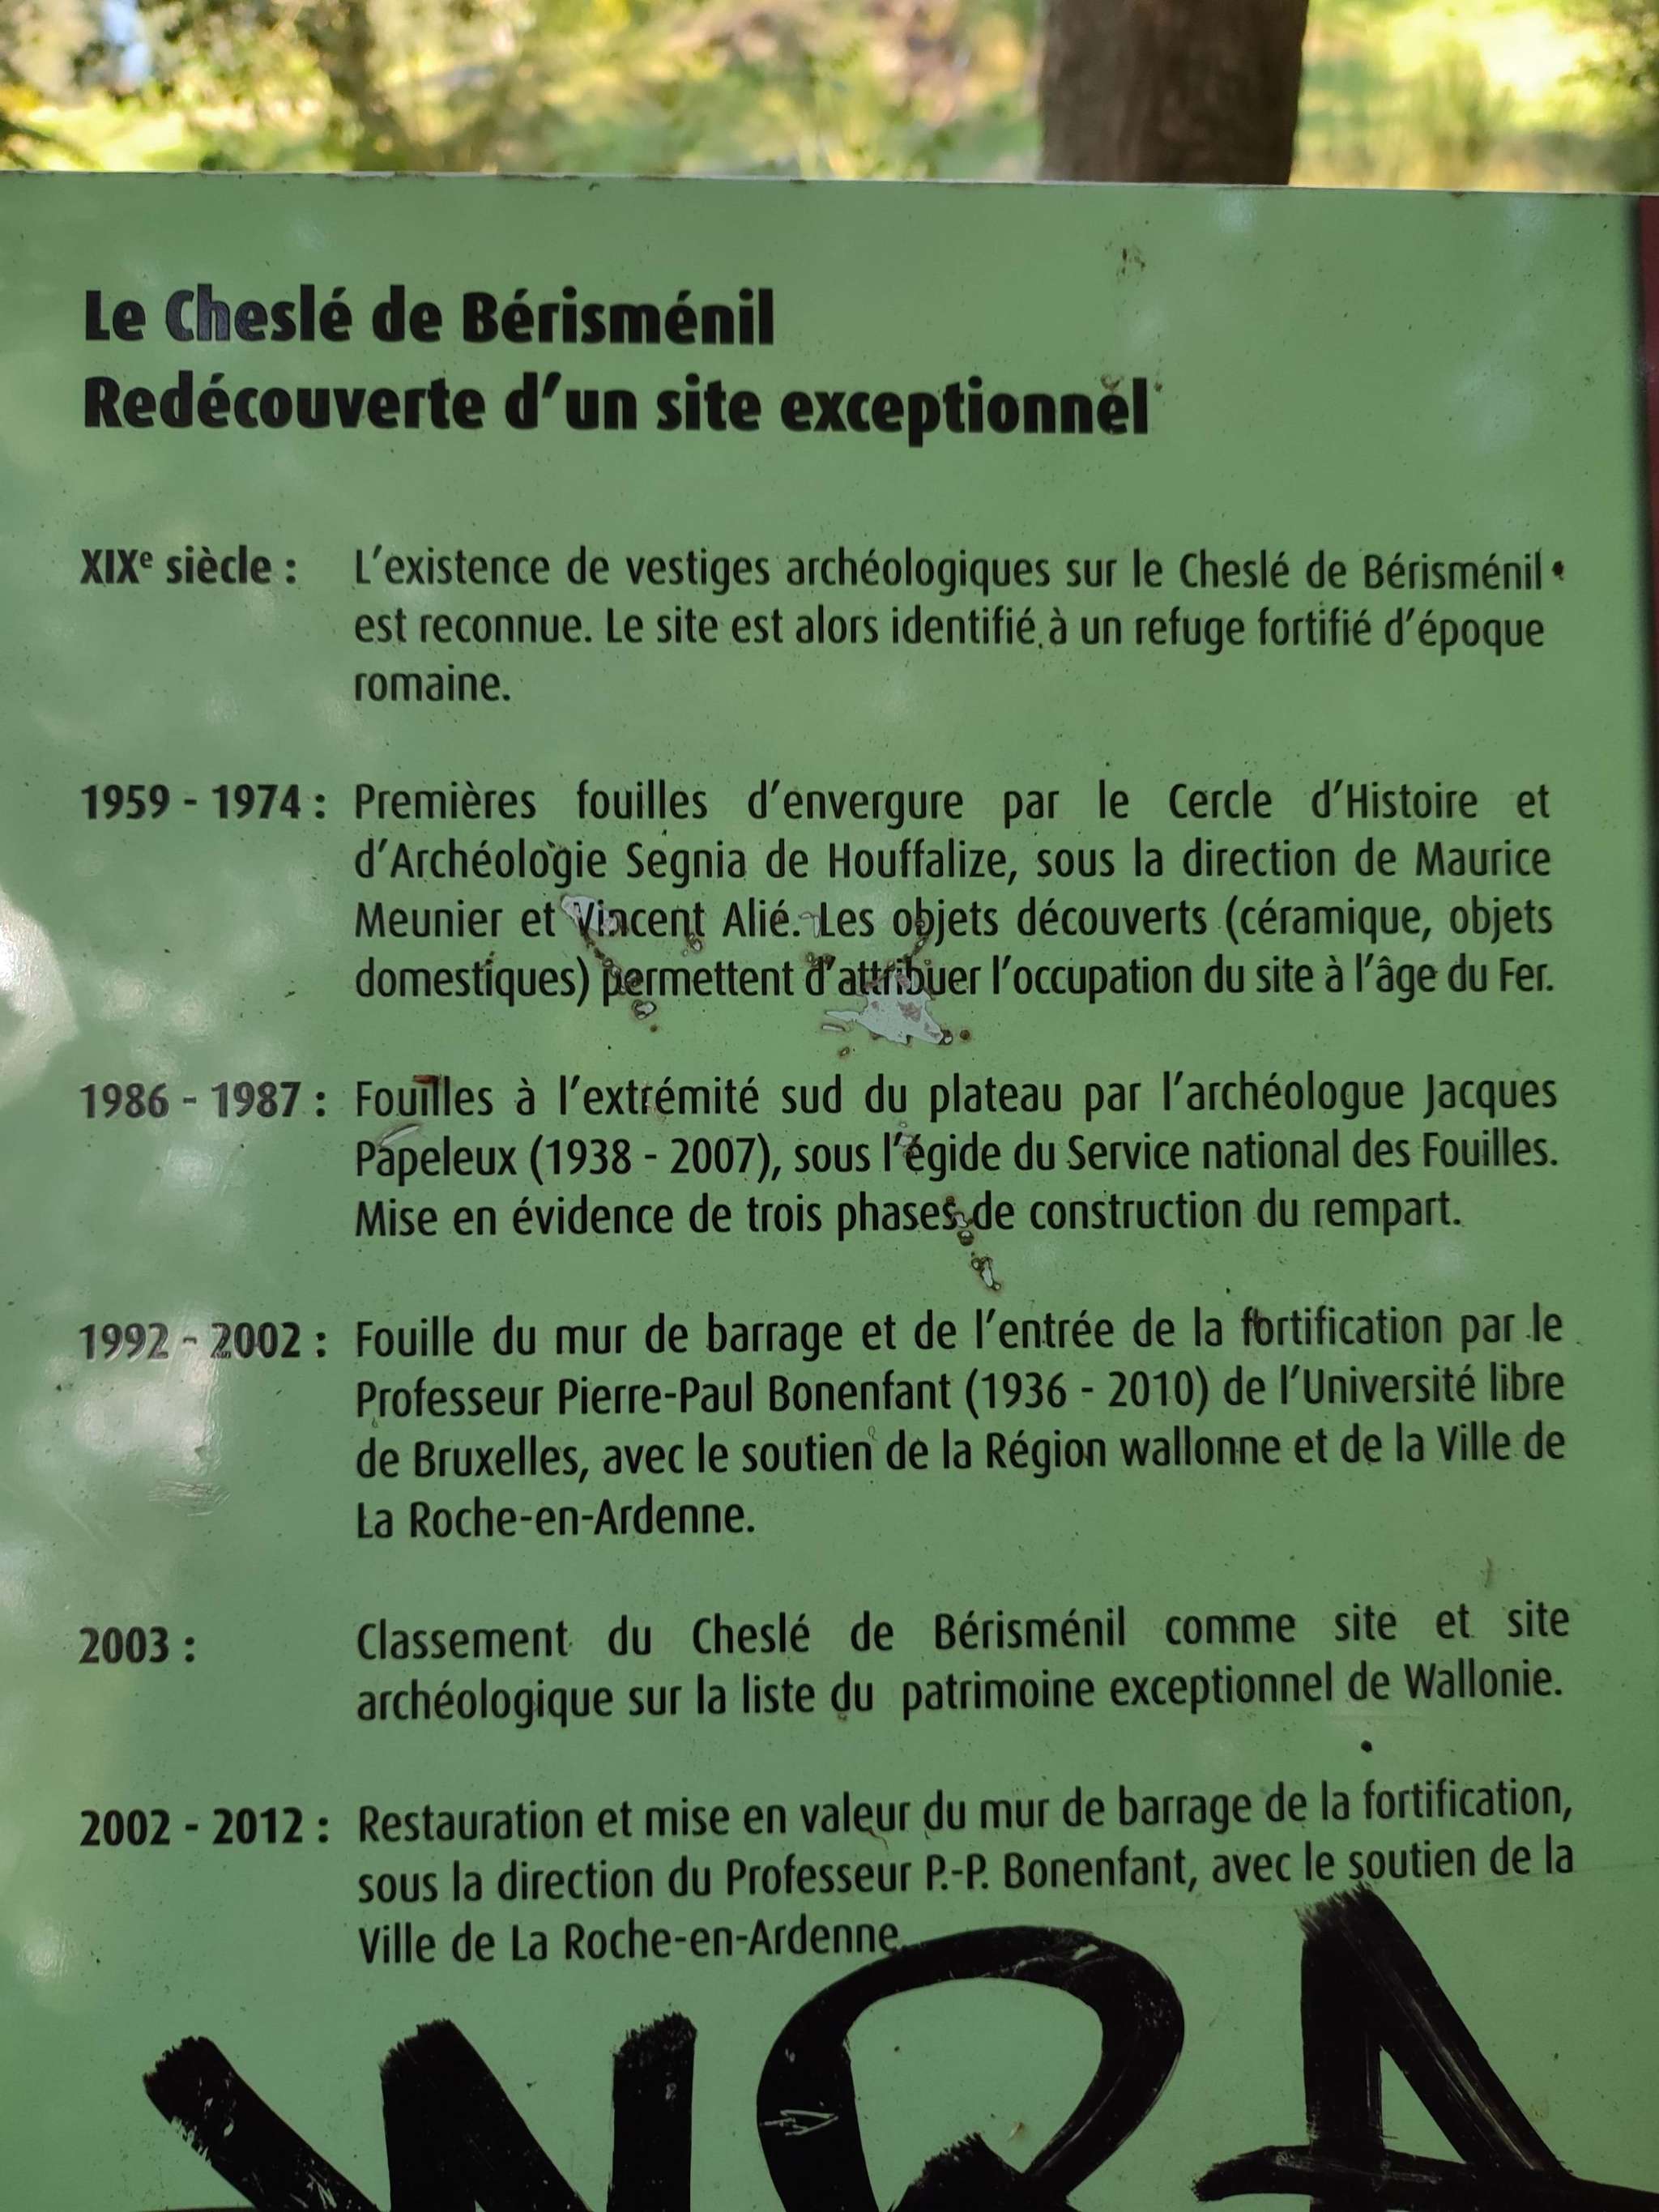 Le Cheslé de Bérisménil
Redécouverte d'un site exceptionnel
XIXe siècle : L'existence de vestiges archéologiques sur le Cheslé de Bérisménil
est reconnue. Le site est alors identifié à un refuge fortifié d'époque
romaine.
1959 - 1974 : Premières fouilles d'envergure par le Cercle d'Histoire et
d'Archéologie Segnia de Houffalize, sous la direction de Maurice
Meunier et Vincent Alié. Les objets découverts (céramique, objets
domestiques) permettent d'attribuer l'occupation du site à l'âge du Fer.
1986 - 1987 : Fouilles à l'extrémité sud du plateau par l'archéologue Jacques
Papeleux (1938 - 2007), sous l'égide du Service national des Fouilles.
Mise en évidence de trois phases de construction du rempart.
1992 - 2002 : Fouille du mur de barrage et de l'entrée de la fortification par le
Professeur Pierre-Paul Bonenfant (1936 - 2010) de l'Université libre
de Bruxelles, avec le soutien de la Région wallonne et de la Ville de
La Roche-en-Ardenne.
2003 : Classement du Cheslé de Bérisménil comme site et site
archéologique sur la liste du patrimoine exceptionnel de Wallonie.
2002 - 2012 : Restauration et mise en valeur du mur de barrage de la fortification,
sous la direction du Professeur P.-P. Bonenfant, avec le soutien de la
Ville de La Roche-en-Ardenne.